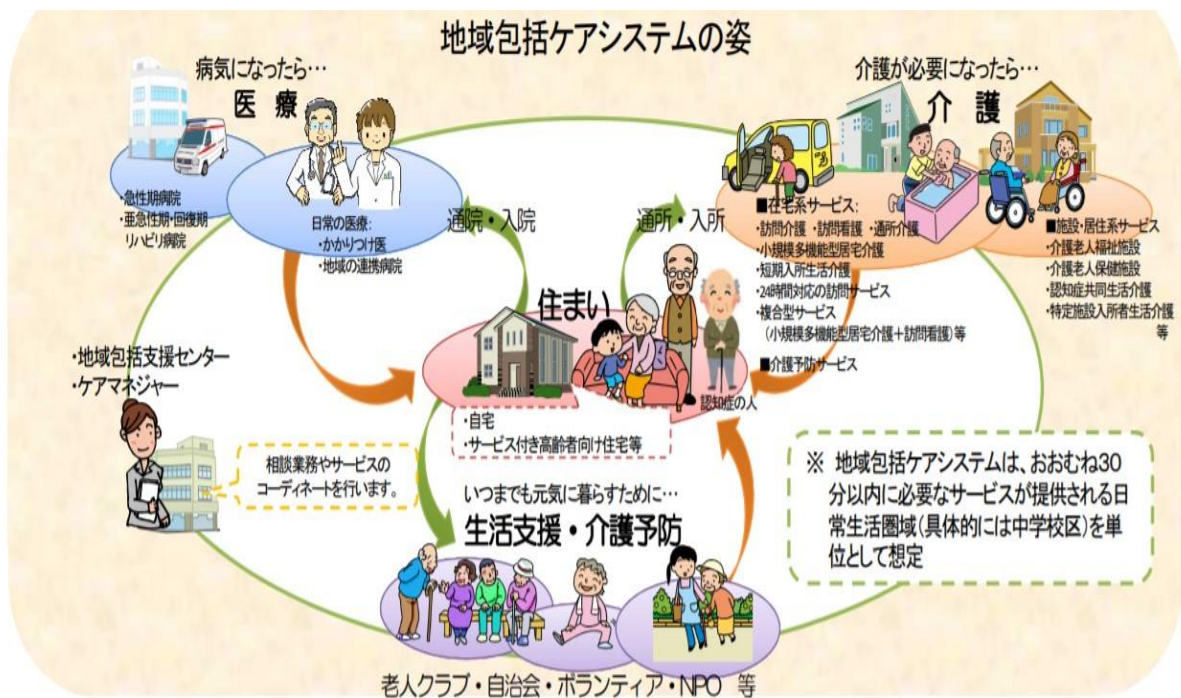 地域包括ケアシステムの姿
病気になったら…
医 療
・急性期病院
・亜急性期・回復期
リハビリ病院
日常の医療:
・かかりつけ医
・地域の連携病院
通院・入院
通所・入所
介護が必要になったら…
介 護
■在宅系サービス:
・訪問介護 ・訪問看護 ・通所介護
・小規模多機能型居宅介護
・短期入所生活介護
・24時間対応の訪問サービス
・複合型サービス
(小規模多機能型居宅介護+訪問看護)等
■介護予防サービス
■施設・居住系サービス
・介護老人福祉施設
・介護老人保健施設
・認知症共同生活介護
・特定施設入所者生活介護
等
住まい
認知症の人
・自宅
・サービス付き高齢者向け住宅等
・地域包括支援センター
・ケアマネジャー
相談業務やサービスの
コーディネートを行います。
いつまでも元気に暮らすために…
生活支援・介護予防
老人クラブ・自治会・ボランティア・NPO 等
※ 地域包括ケアシステムは、おおむね30
分以内に必要なサービスが提供される日
常生活圏域(具体的には中学校区)を単
位として想定